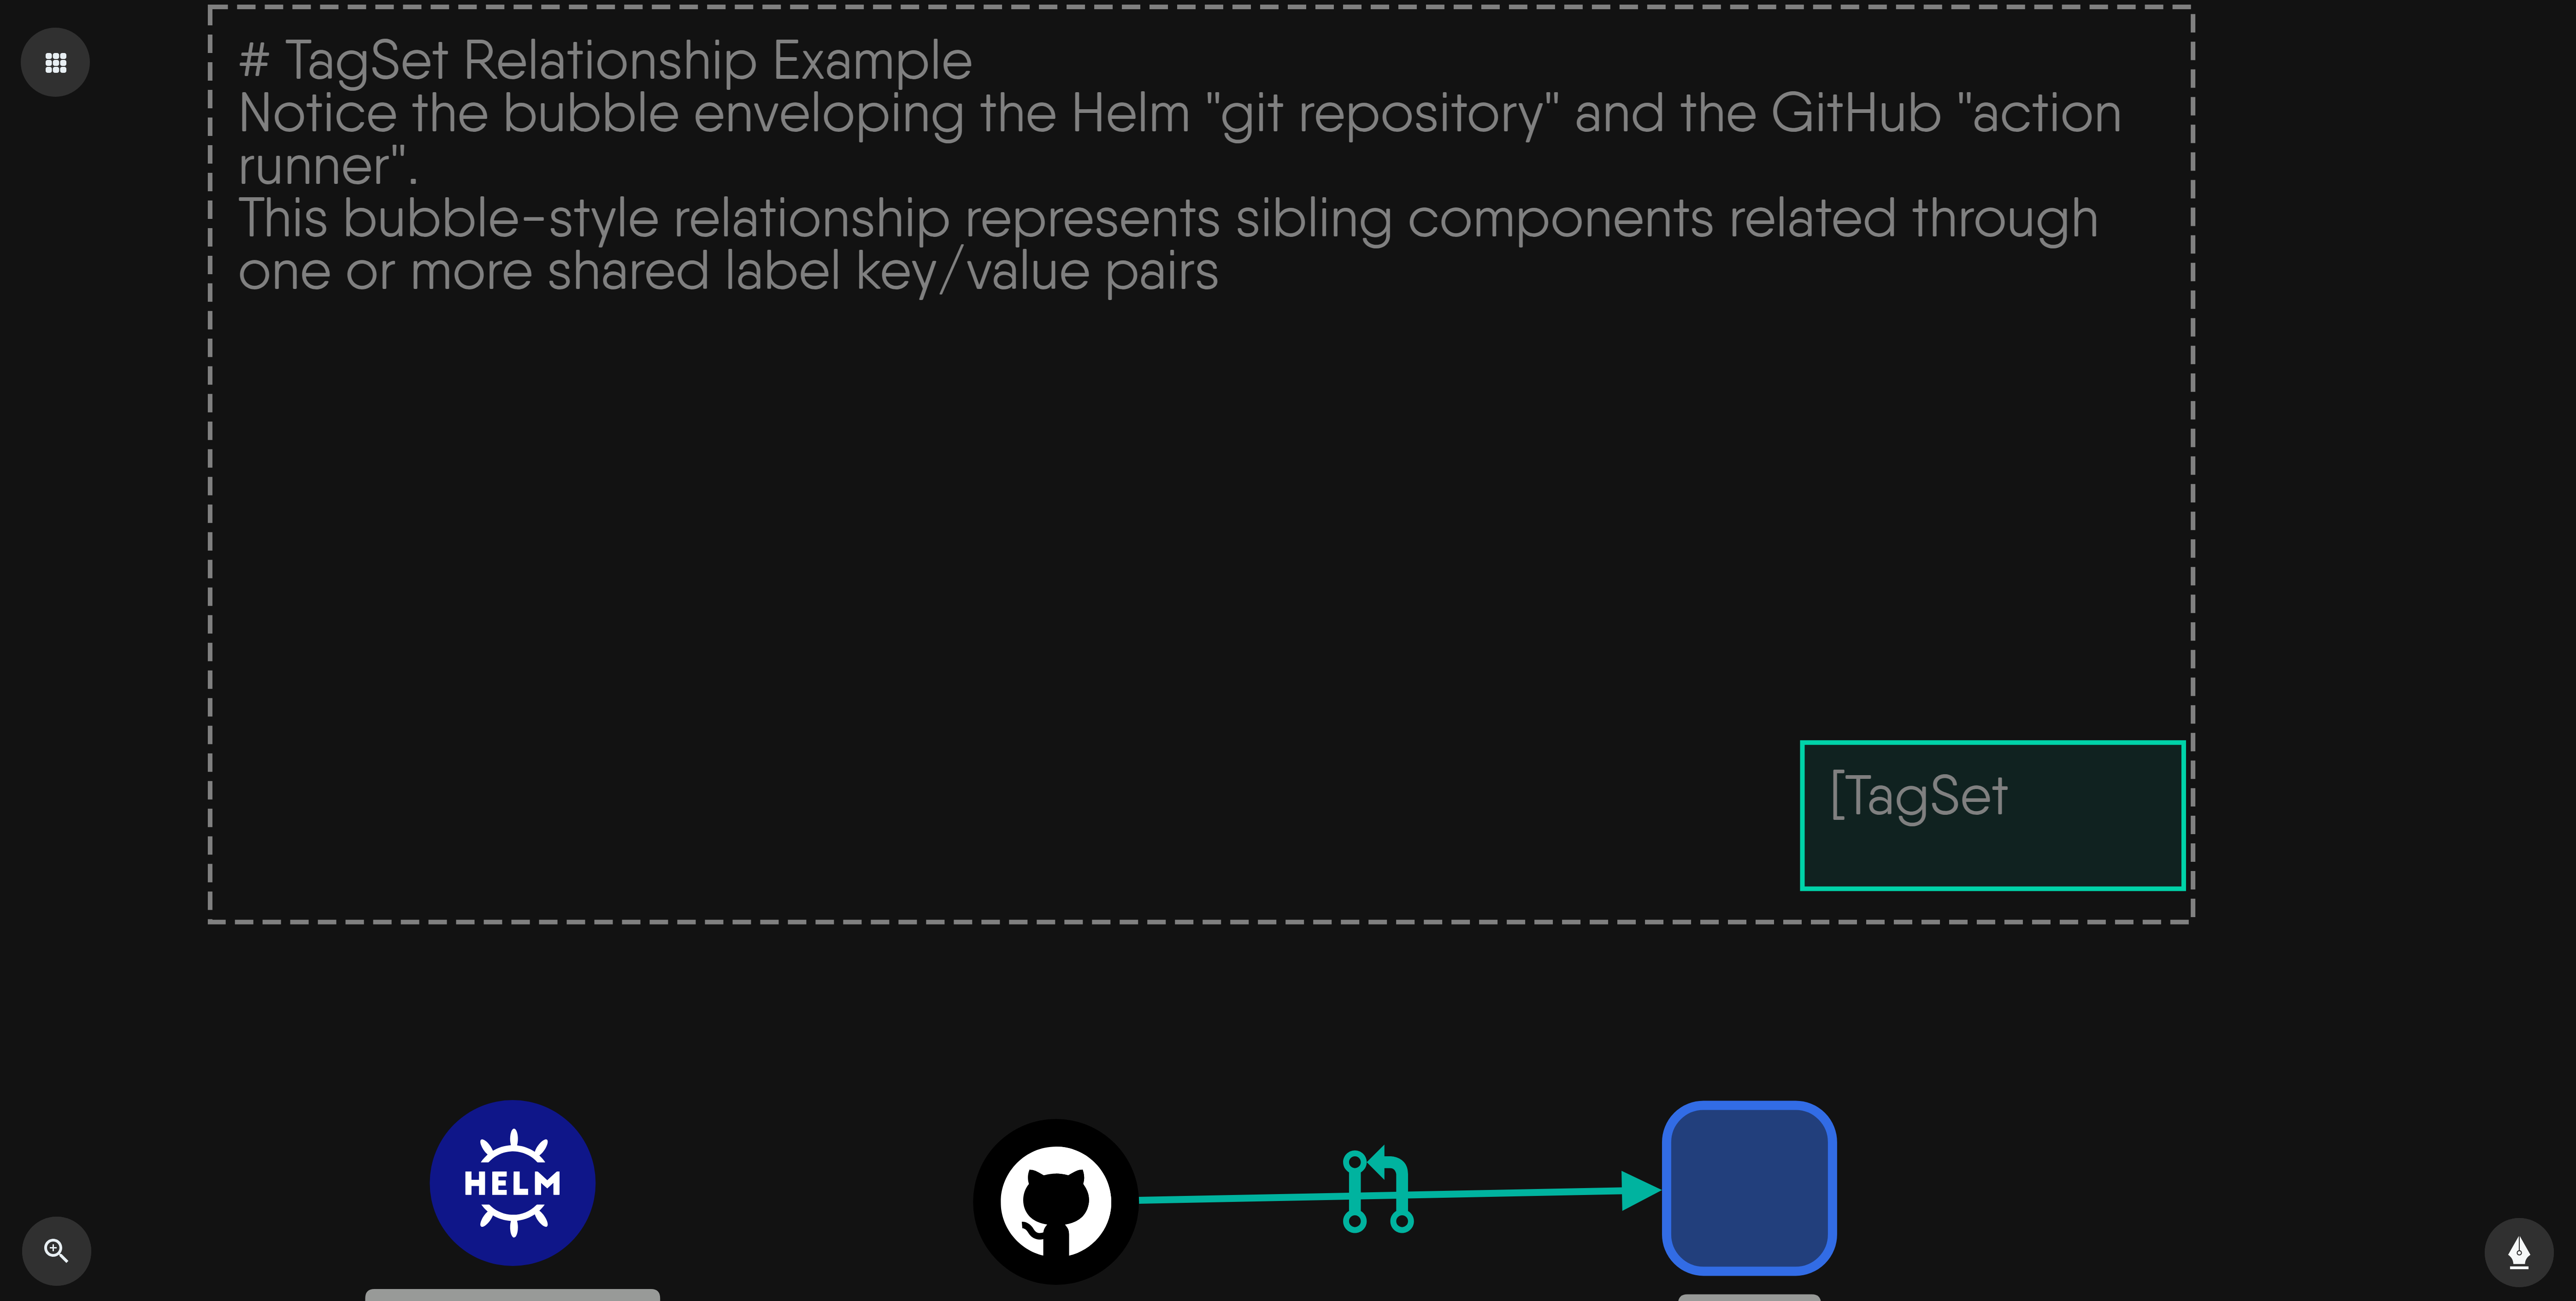 # TagSet Relationship Example
Notice the bubble enveloping the Helm "git repository" and the GitHub "action
runner".
This bubble-style relationship represents sibling components related through
one or more shared label key/value pairs
[TagSet
HELM